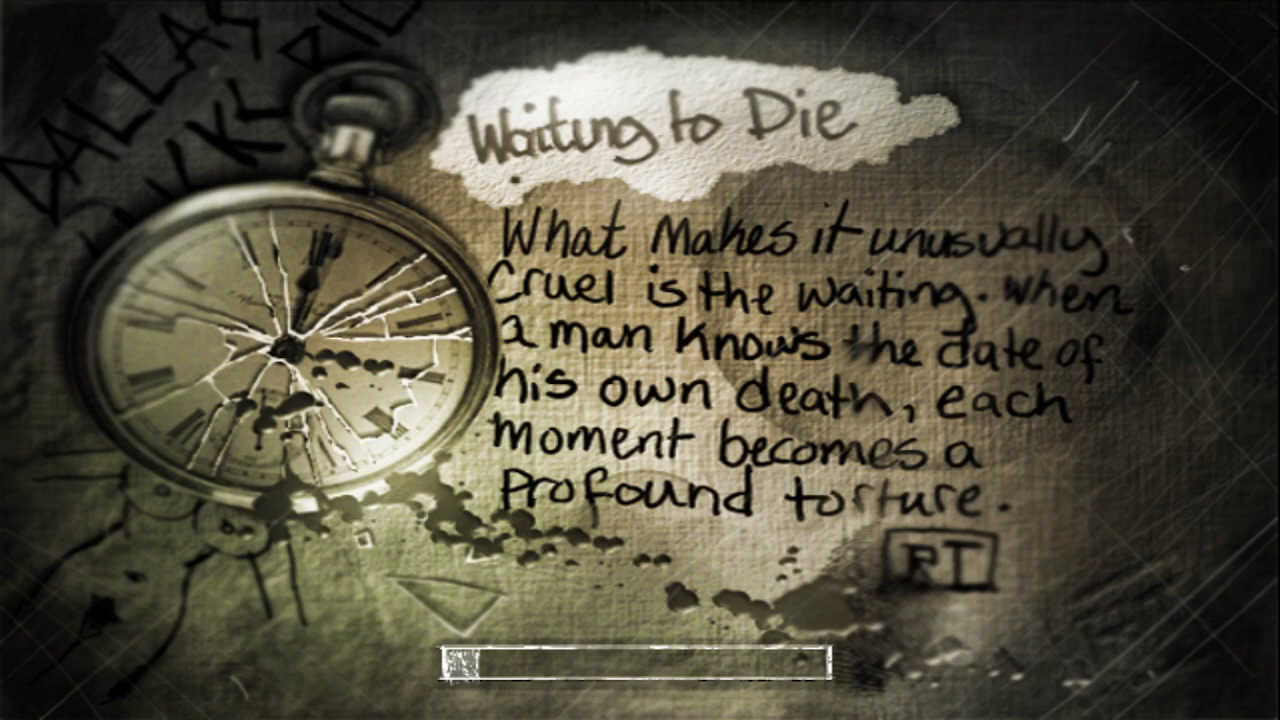 DALLAS
Waiting to Die
What makes it unusually
Cruel is the waiting. When
a man knows the date of
his own death, each
moment becomes a
profound torture.
RT